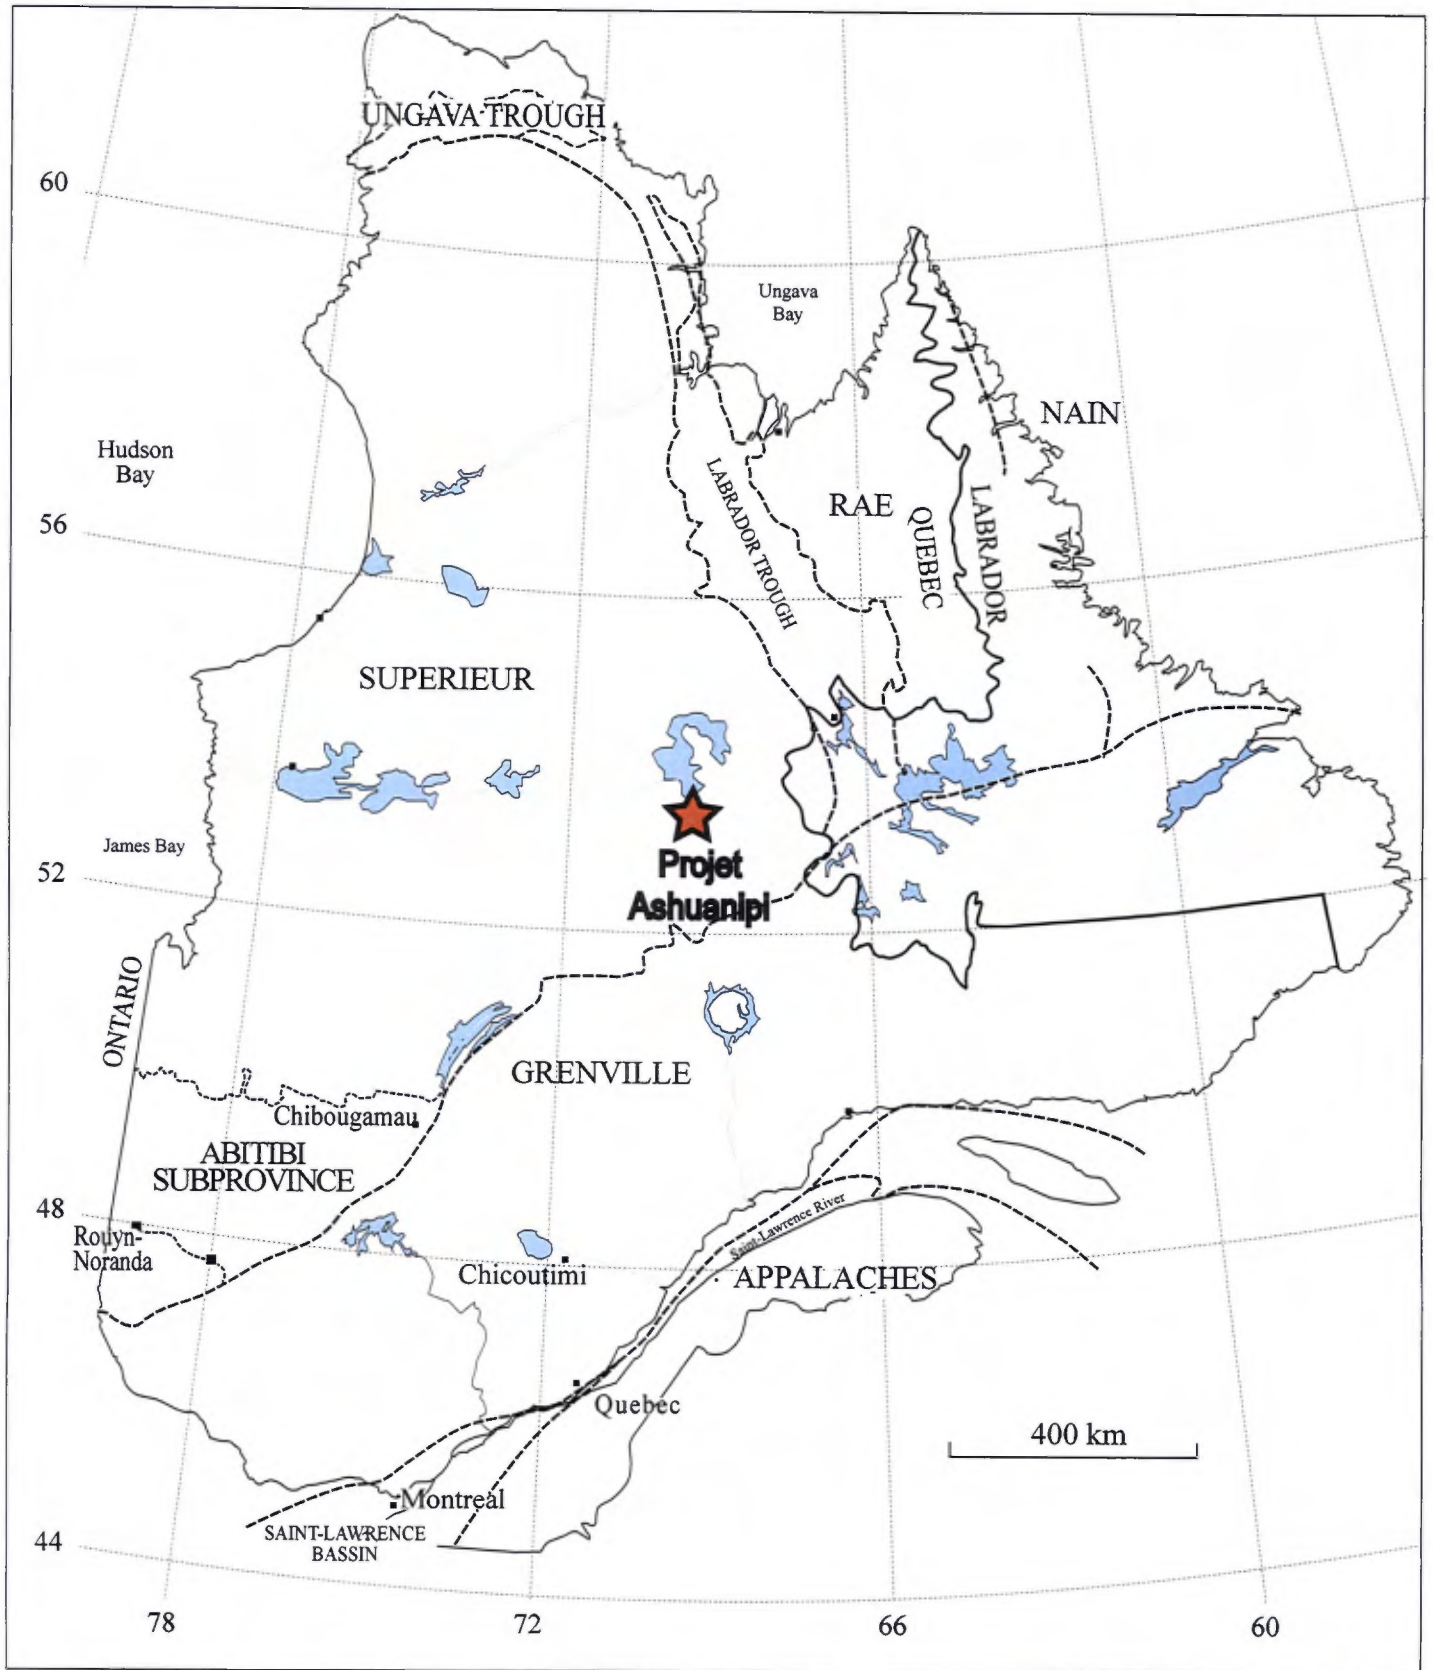 UNGAVA TROUGH
60
Ungava
Bay
NAIN
Hudson
Bay
LABRADOR TROUGH
RAE
QUEBEC
LABRADOR
56
SUPERIEUR
James Bay
52
Projet
Ashuanipi
ONTARIO
GRENVILLE
Chibougamau
ABITIBI
SUBPROVINCE
48
Rouyn-
Noranda
Saint-Lawrence River
Chicoutimi
APPALACHES
Quebec
400 km
Montreal
SAINT-LAWRENCE
BASSIN
44
78
72
66
60